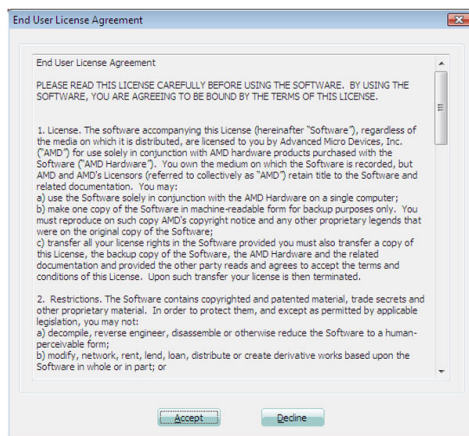 End User License Agreement
End User License Agreement
PLEASE READ THIS LICENSE CAREFULLY BEFORE USING THE SOFTWARE. BY USING THE
SOFTWARE, YOU ARE AGREEING TO BE BOUND BY THE TERMS OF THIS LICENSE.
1. License. The software accompanying this License (hereinafter "Software"), regardless of
the media on which it is distributed, are licensed to you by Advanced Micro Devices, Inc.
("AMD") for use solely in conjunction with AMD hardware products purchased with the
Software ("AMD Hardware"). You own the medium on which the Software is recorded, but
AMD and AMD's Licensors (referred to collectively as "AMD") retain title to the Software and
related documentation. You may:
a) use the Software solely in conjunction with the AMD Hardware on a single computer;
b) make one copy of the Software in machine-readable form for backup purposes only. You
must reproduce on such copy AMD's copyright notice and any other proprietary legends that
were on the original copy of the Software;
c) transfer all your license rights in the Software provided you must also transfer a copy of
this License, the backup copy of the Software, the AMD Hardware and the related
documentation and provided the other party reads and agrees to accept the terms and
conditions of this License. Upon such transfer your license is then terminated.
2. Restrictions. The Software contains copyrighted and patented material, trade secrets and
other proprietary material. In order to protect them, and except as permitted by applicable
legislation, you may not:
a) decompile, reverse engineer, disassemble or otherwise reduce the Software to a human-
perceivable form;
b) modify, network, rent, lend, loan, distribute or create derivative works based upon the
Software in whole or in part; or
Accept
Decline